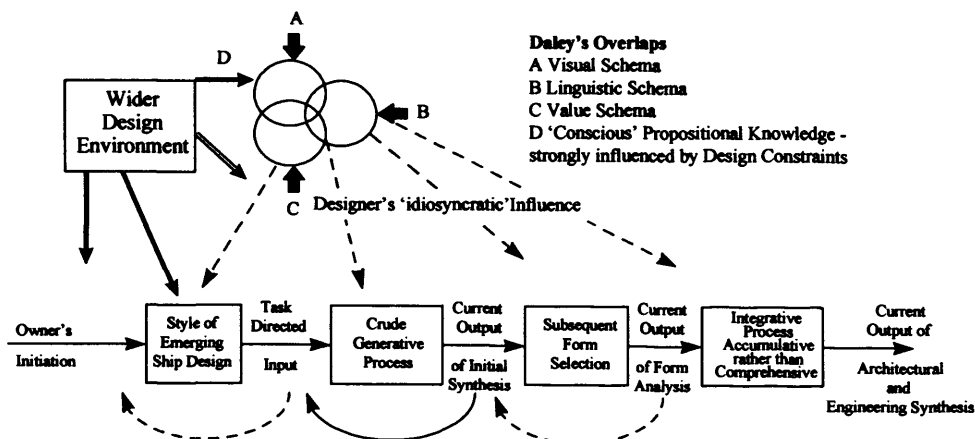 A
D
Daley's Overlaps
A Visual Schema
B Linguistic Schema
C Value Schema
D 'Conscious' Propositional Knowledge -
strongly influenced by Design Constraints
Wider
Design
Environment
B
C
Designer's 'idiosyncratic' Influence
Owner's
Initiation
Style of
Emerging
Ship Design
Task
Directed
Input
Crude
Generative
Process
Current
Output
of Initial
Synthesis
Subsequent
Form
Selection
Current
Output
of Form
Analysis
Integrative
Process
Accumulative
rather than
Comprehensive
Current
Output of
Architectural
and
Engineering Synthesis